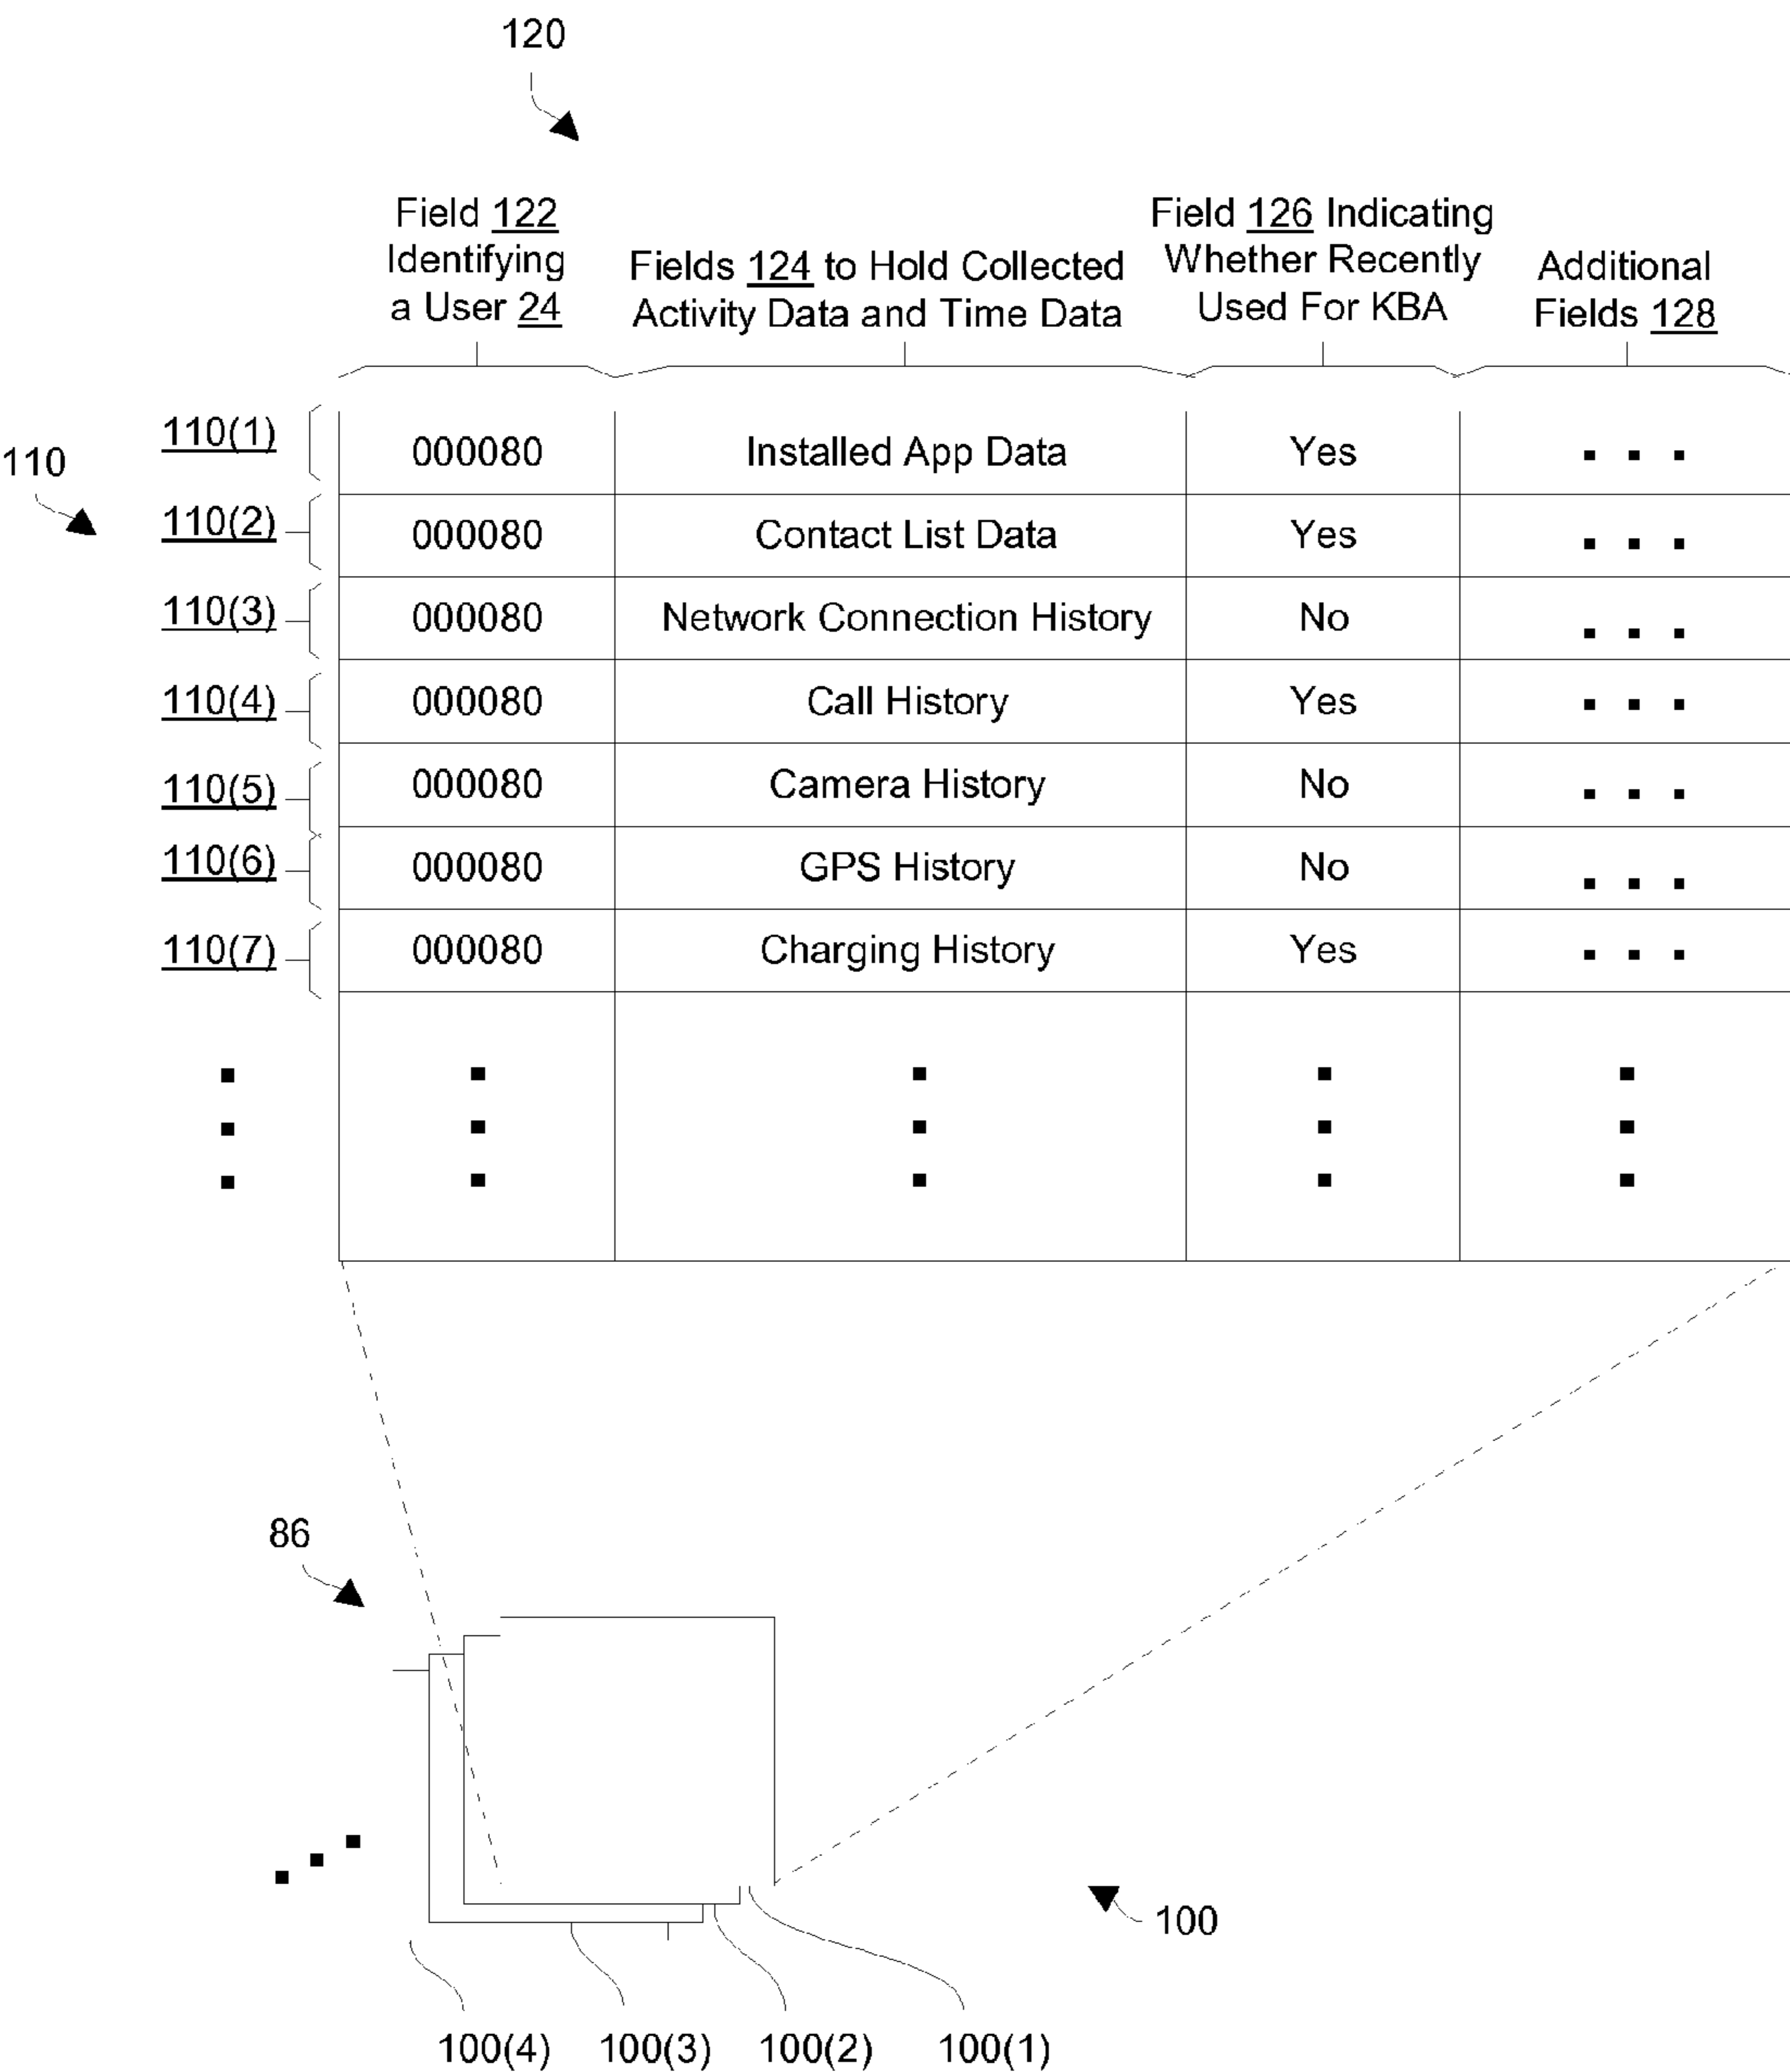 120
Field 122
Identifying
a User 24
Fields 124 to Hold Collected
Activity Data and Time Data
Field 126 Indicating
Whether Recently
Used For KBA
Additional
Fields 128
110
110(1) 000080 Installed App Data Yes
110(2) 000080 Contact List Data Yes
110(3) 000080 Network Connection History No
110(4) 000080 Call History Yes
110(5) 000080 Camera History No
110(6) 000080 GPS History No
110(7) 000080 Charging History Yes
86
100
100(4) 100(3) 100(2) 100(1)